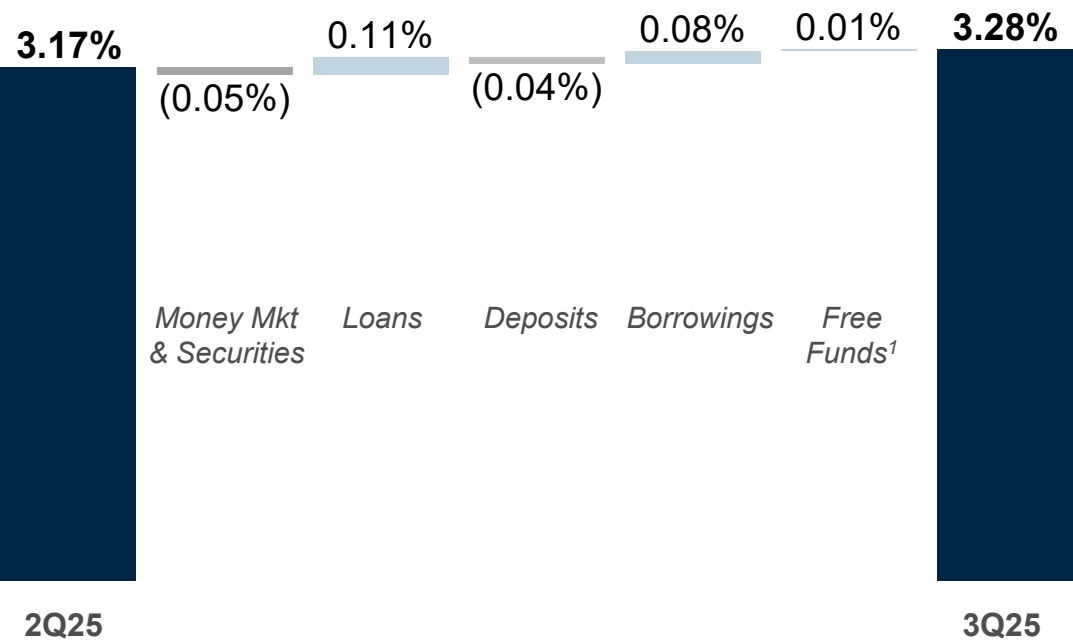 3.17%
(0.05%)
0.11%
(0.04%)
0.08%
0.01%
3.28%
Money Mkt
& Securities
Loans
Deposits
Borrowings
Free
Funds¹
2Q25
3Q25